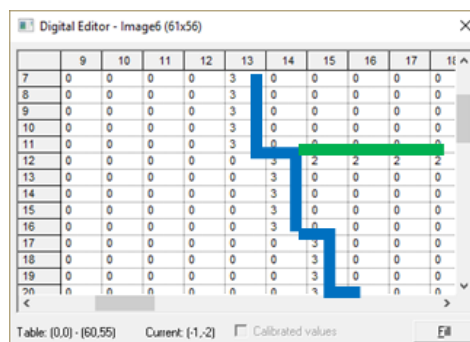 Digital Editor - Image6 (61x56)
9 10 11 12 13 14 15 16 17 18
7 0 0 0 0 3 0 0 0 0 0
8 0 0 0 0 3 0 0 0 0 0
9 0 0 0 0 3 0 0 0 0 0
10 0 0 0 0 3 0 0 0 0 0
11 0 0 0 0 3 0
12 0 0 0 0 0 3 2 2 2 2
13 0 0 0 0 0 3 0 0 0 0
14 0 0 0 0 0 3 0 0 0 0
15 0 0 0 0 0 3 0 0 0 0
16 0 0 0 0 0 3 0 0 0 0
17 0 0 0 0 0 0 3 0 0 0
18 0 0 0 0 0 0 3 0 0 0
19 0 0 0 0 0 0 3 0 0 0
20 0 0 0 0 0 0 3 0 0 0
Table: (0,0) - (60,55) Current: (-1,-2) Calibrated values Fill